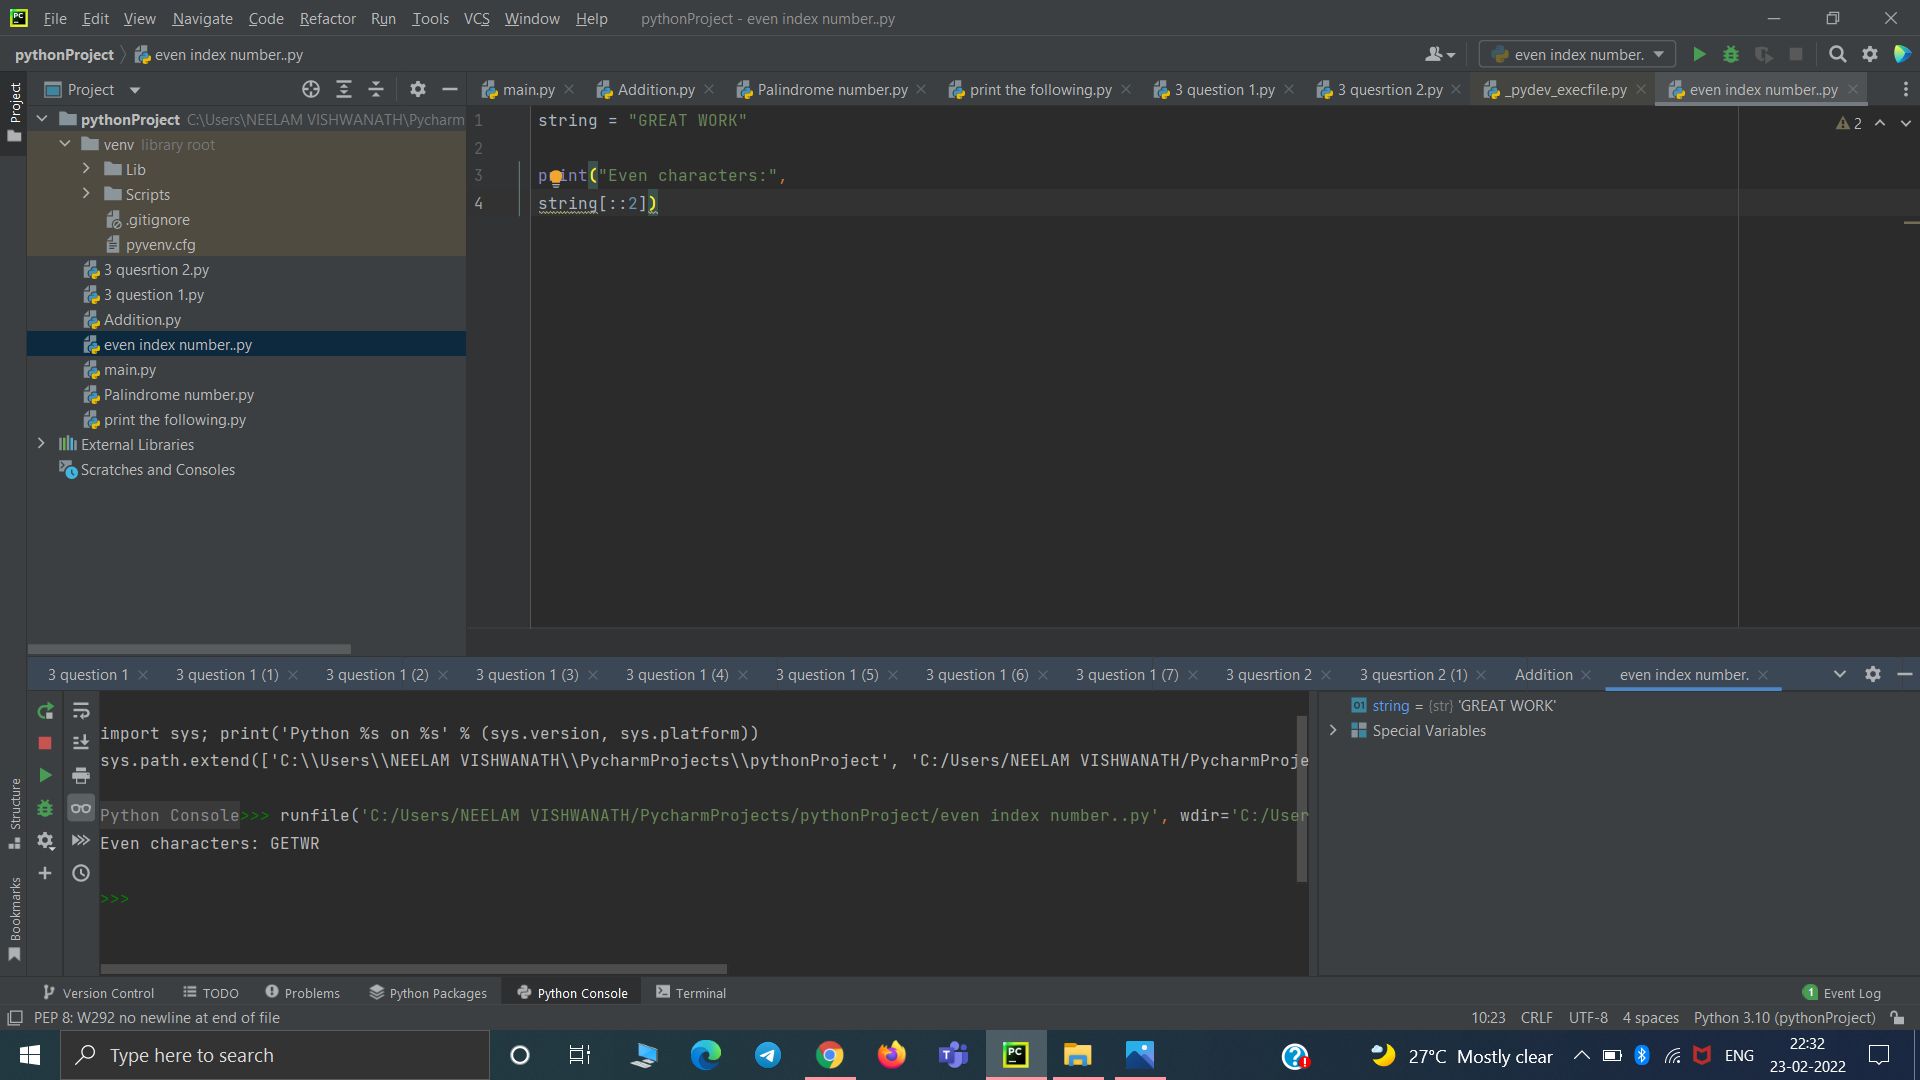 File Edit View Navigate Code Refactor Run Tools VCS Window Help pythonProject - even index number..py
pythonProject even index number..py
even index number.
Project
Project
main.py Addition.py Palindrome number.py print the following.py 3 question 1.py 3 quesrtion 2.py _pydev_execfile.py even index number..py
pythonProject C:\Users\NEELAM VISHWANATH\Pycharm
venv library root
Lib
Scripts
.gitignore
pyvenv.cfg
3 quesrtion 2.py
3 question 1.py
Addition.py
even index number..py
main.py
Palindrome number.py
print the following.py
External Libraries
Scratches and Consoles
1 string = "GREAT WORK"
2
3 print("Even characters:",
4 string[::2])
2
3 question 1 3 question 1 (1) 3 question 1 (2) 3 question 1 (3) 3 question 1 (4) 3 question 1 (5) 3 question 1 (6) 3 question 1 (7) 3 quesrtion 2 3 quesrtion 2 (1) Addition even index number.
import sys; print('Python %s on %s' % (sys.version, sys.platform))
sys.path.extend(['C:\\Users\\NEELAM VISHWANATH\\PycharmProjects\\pythonProject', 'C:/Users/NEELAM VISHWANATH/PycharmProje
Python Console>>> runfile('C:/Users/NEELAM VISHWANATH/PycharmProjects/pythonProject/even index number..py', wdir='C:/User
Even characters: GETWR
>>>
string = {str} 'GREAT WORK'
Special Variables
Structure
Bookmarks
Version Control TODO Problems Python Packages Python Console Terminal
1 Event Log
PEP 8: W292 no newline at end of file
10:23 CRLF UTF-8 4 spaces Python 3.10 (pythonProject)
Type here to search
27°C Mostly clear
ENG
22:32
23-02-2022